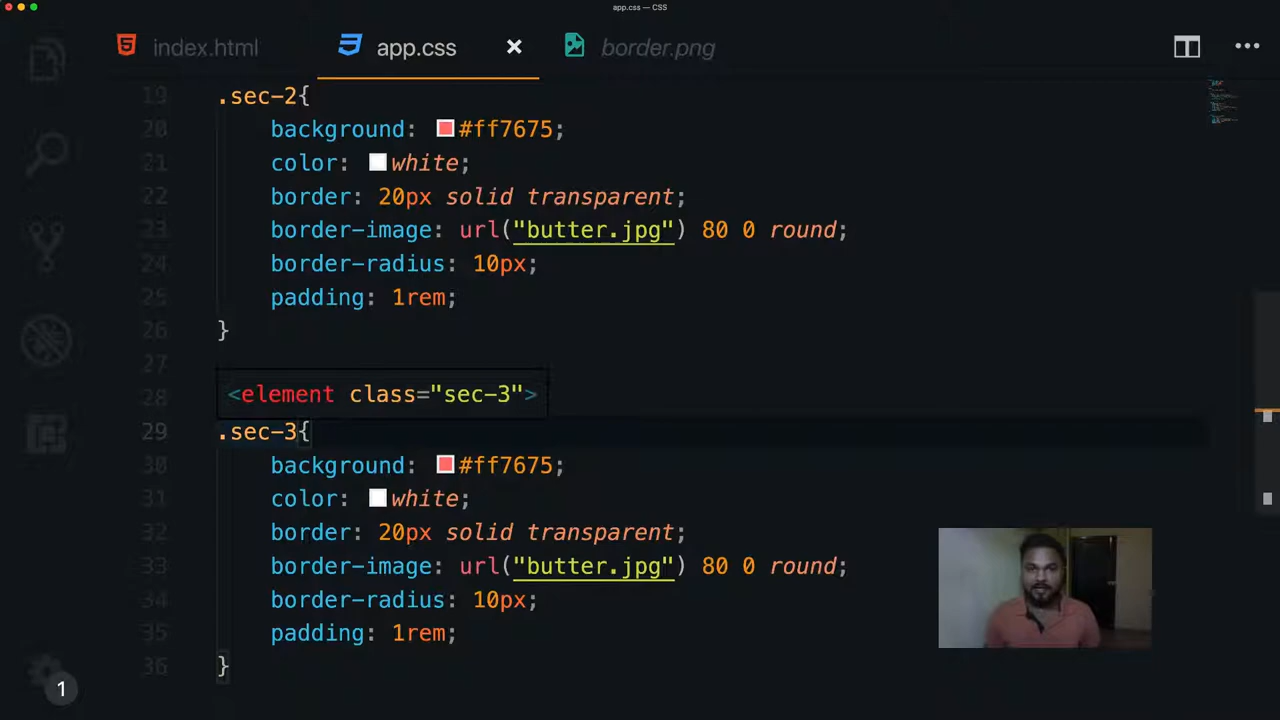 app.css — CSS
index.html app.css border.png
19 .sec-2{
20 background: #ff7675;
21 color: white;
22 border: 20px solid transparent;
23 border-image: url("butter.jpg") 80 0 round;
24 border-radius: 10px;
25 padding: 1rem;
26 }
27
28 <element class="sec-3">
29 .sec-3{
30 background: #ff7675;
31 color: white;
32 border: 20px solid transparent;
33 border-image: url("butter.jpg") 80 0 round;
34 border-radius: 10px;
35 padding: 1rem;
36 }
1